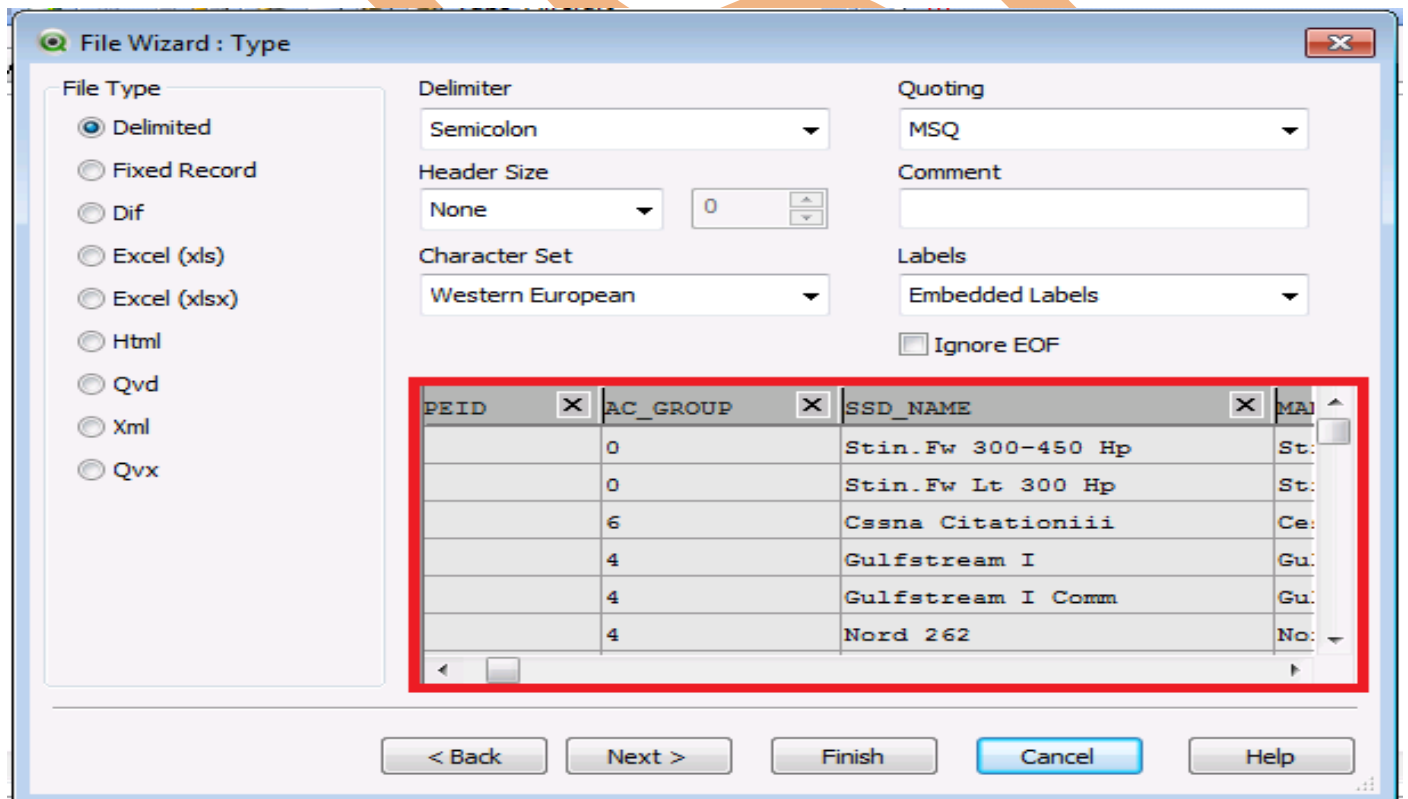 File Wizard : Type
File Type
Delimited
Fixed Record
Dif
Excel (xls)
Excel (xlsx)
Html
Qvd
Xml
Qvx
Delimiter
Semicolon
Quoting
MSQ
Header Size
None
0
Comment
Character Set
Western European
Labels
Embedded Labels
Ignore EOF
PEID AC_GROUP SSD_NAME
0 Stin.Fw 300-450 Hp
0 Stin.Fw Lt 300 Hp
6 Cssna Citationiii
4 Gulfstream I
4 Gulfstream I Comm
4 Nord 262
< Back Next > Finish Cancel Help